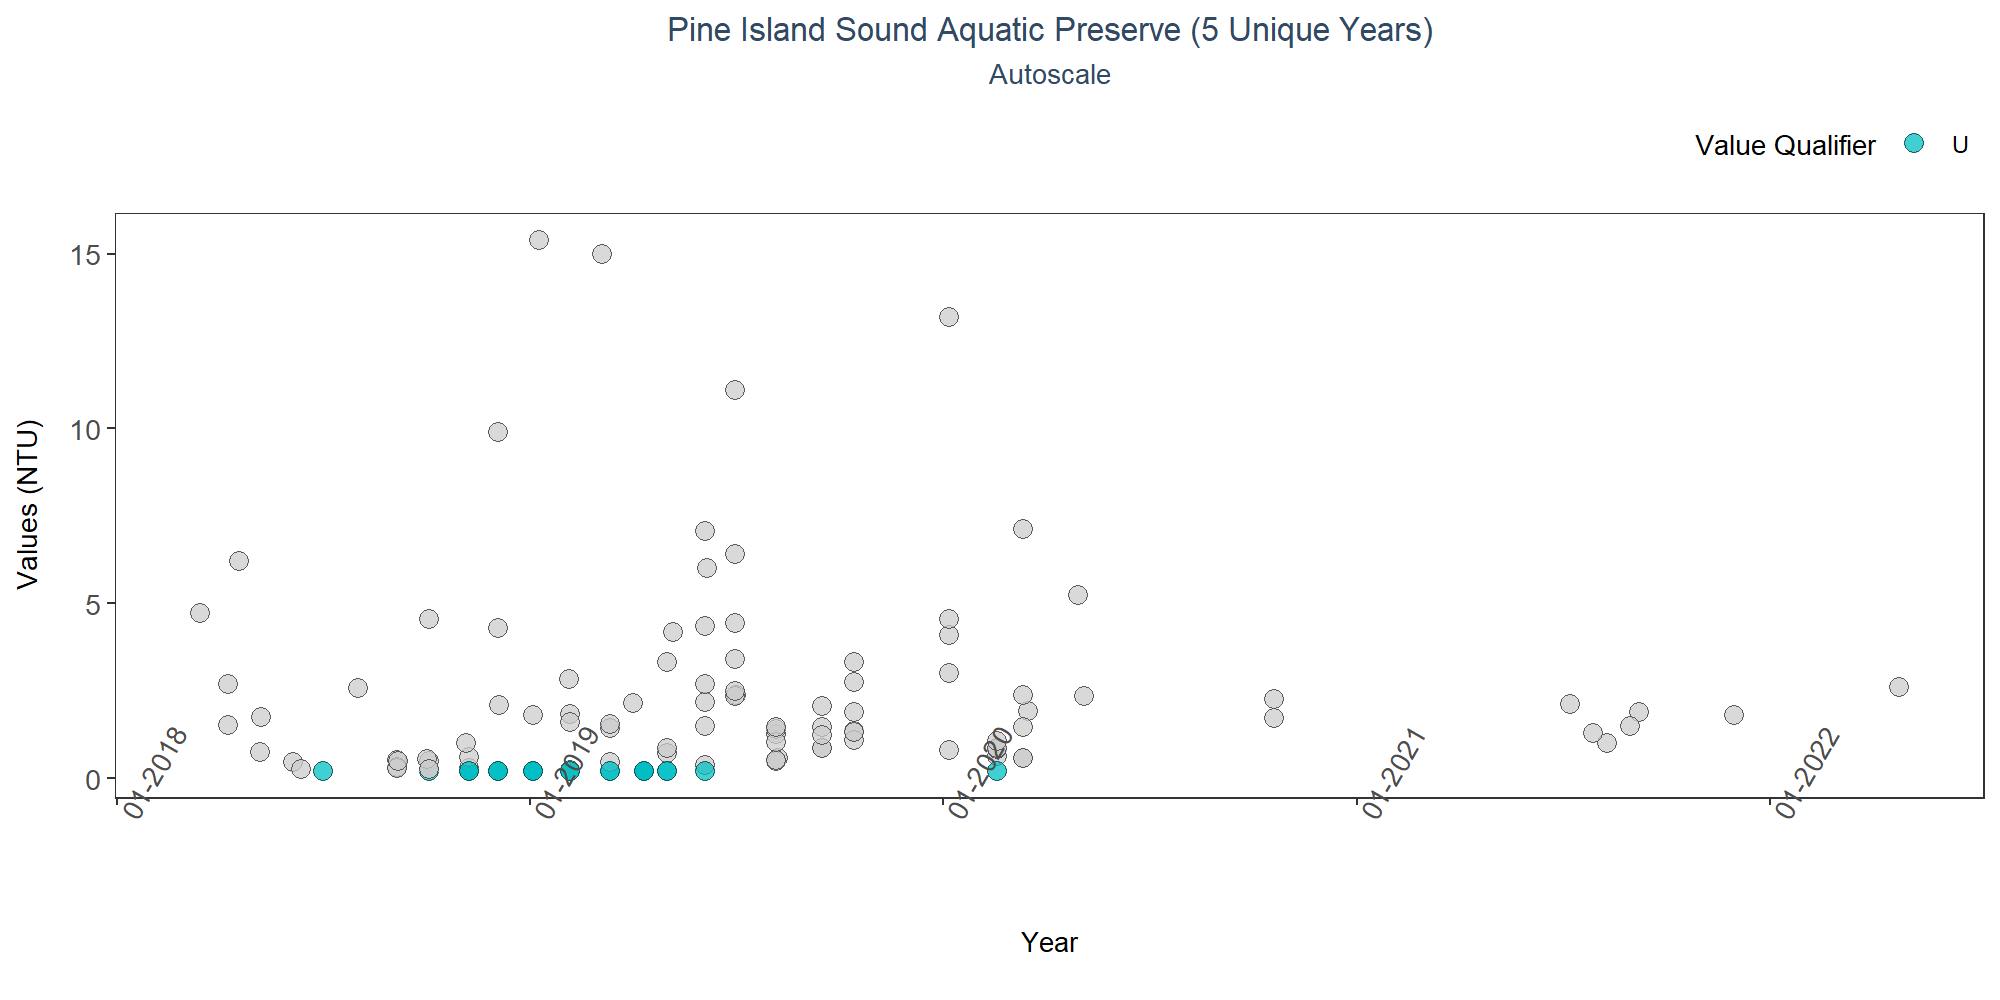 Pine Island Sound Aquatic Preserve (5 Unique Years)
Autoscale
Value Qualifier U
15
10
5
0
Values (NTU)
01-2018
01-2019
01-2020
01-2021
01-2022
Year